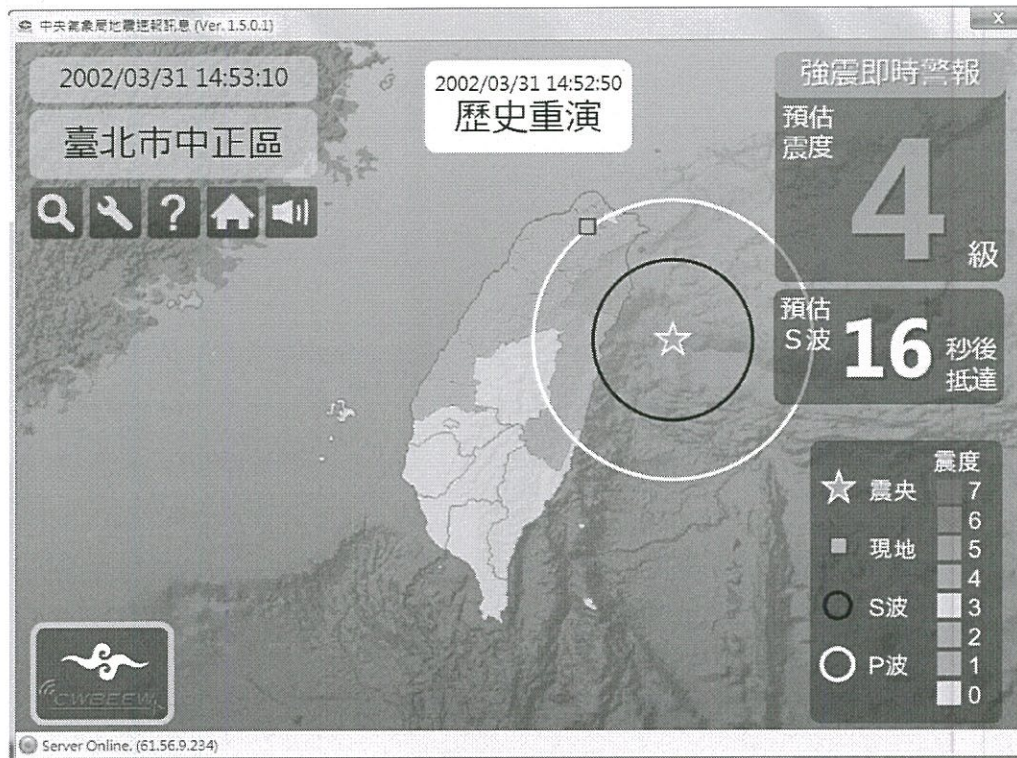 中央氣象局地震速報訊息 (Ver. 1.5.0.1)
X
2002/03/31 14:53:10
臺北市中正區
?
2002/03/31 14:52:50
歷史重演
強震即時警報
預估
震度
4
級
預估
S波
16
秒後
抵達
震度
震央
現地
S波
P波
7
6
5
4
3
2
1
0
CWBEEW
Server Online. (61.56.9.234)